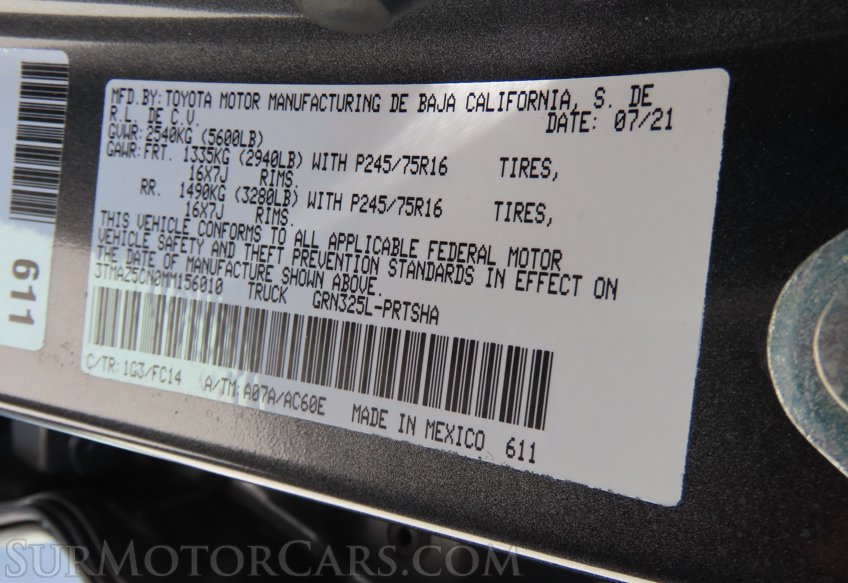 MFD.BY:TOYOTA MOTOR MANUFACTURING DE BAJA CALIFORNIA, S. DE
R.L. DE C.V. DATE: 07/21
GVWR:2540KG (5600LB)
GAWR:FRT. 1335KG (2940LB) WITH P245/75R16 TIRES,
16X7J RIMS.
RR. 1490KG (3280LB) WITH P245/75R16 TIRES,
16X7J RIMS.
THIS VEHICLE CONFORMS TO ALL APPLICABLE FEDERAL MOTOR
VEHICLE SAFETY AND THEFT PREVENTION STANDARDS IN EFFECT ON
THE DATE OF MANUFACTURE SHOWN ABOVE.
3TMAZ5CN0MM156010 TRUCK GRN325L-PRTSHA
C/TR:1G3/FC14 A/TM:A07A/AC60E MADE IN MEXICO 611
611
SURMOTORCARS.COM